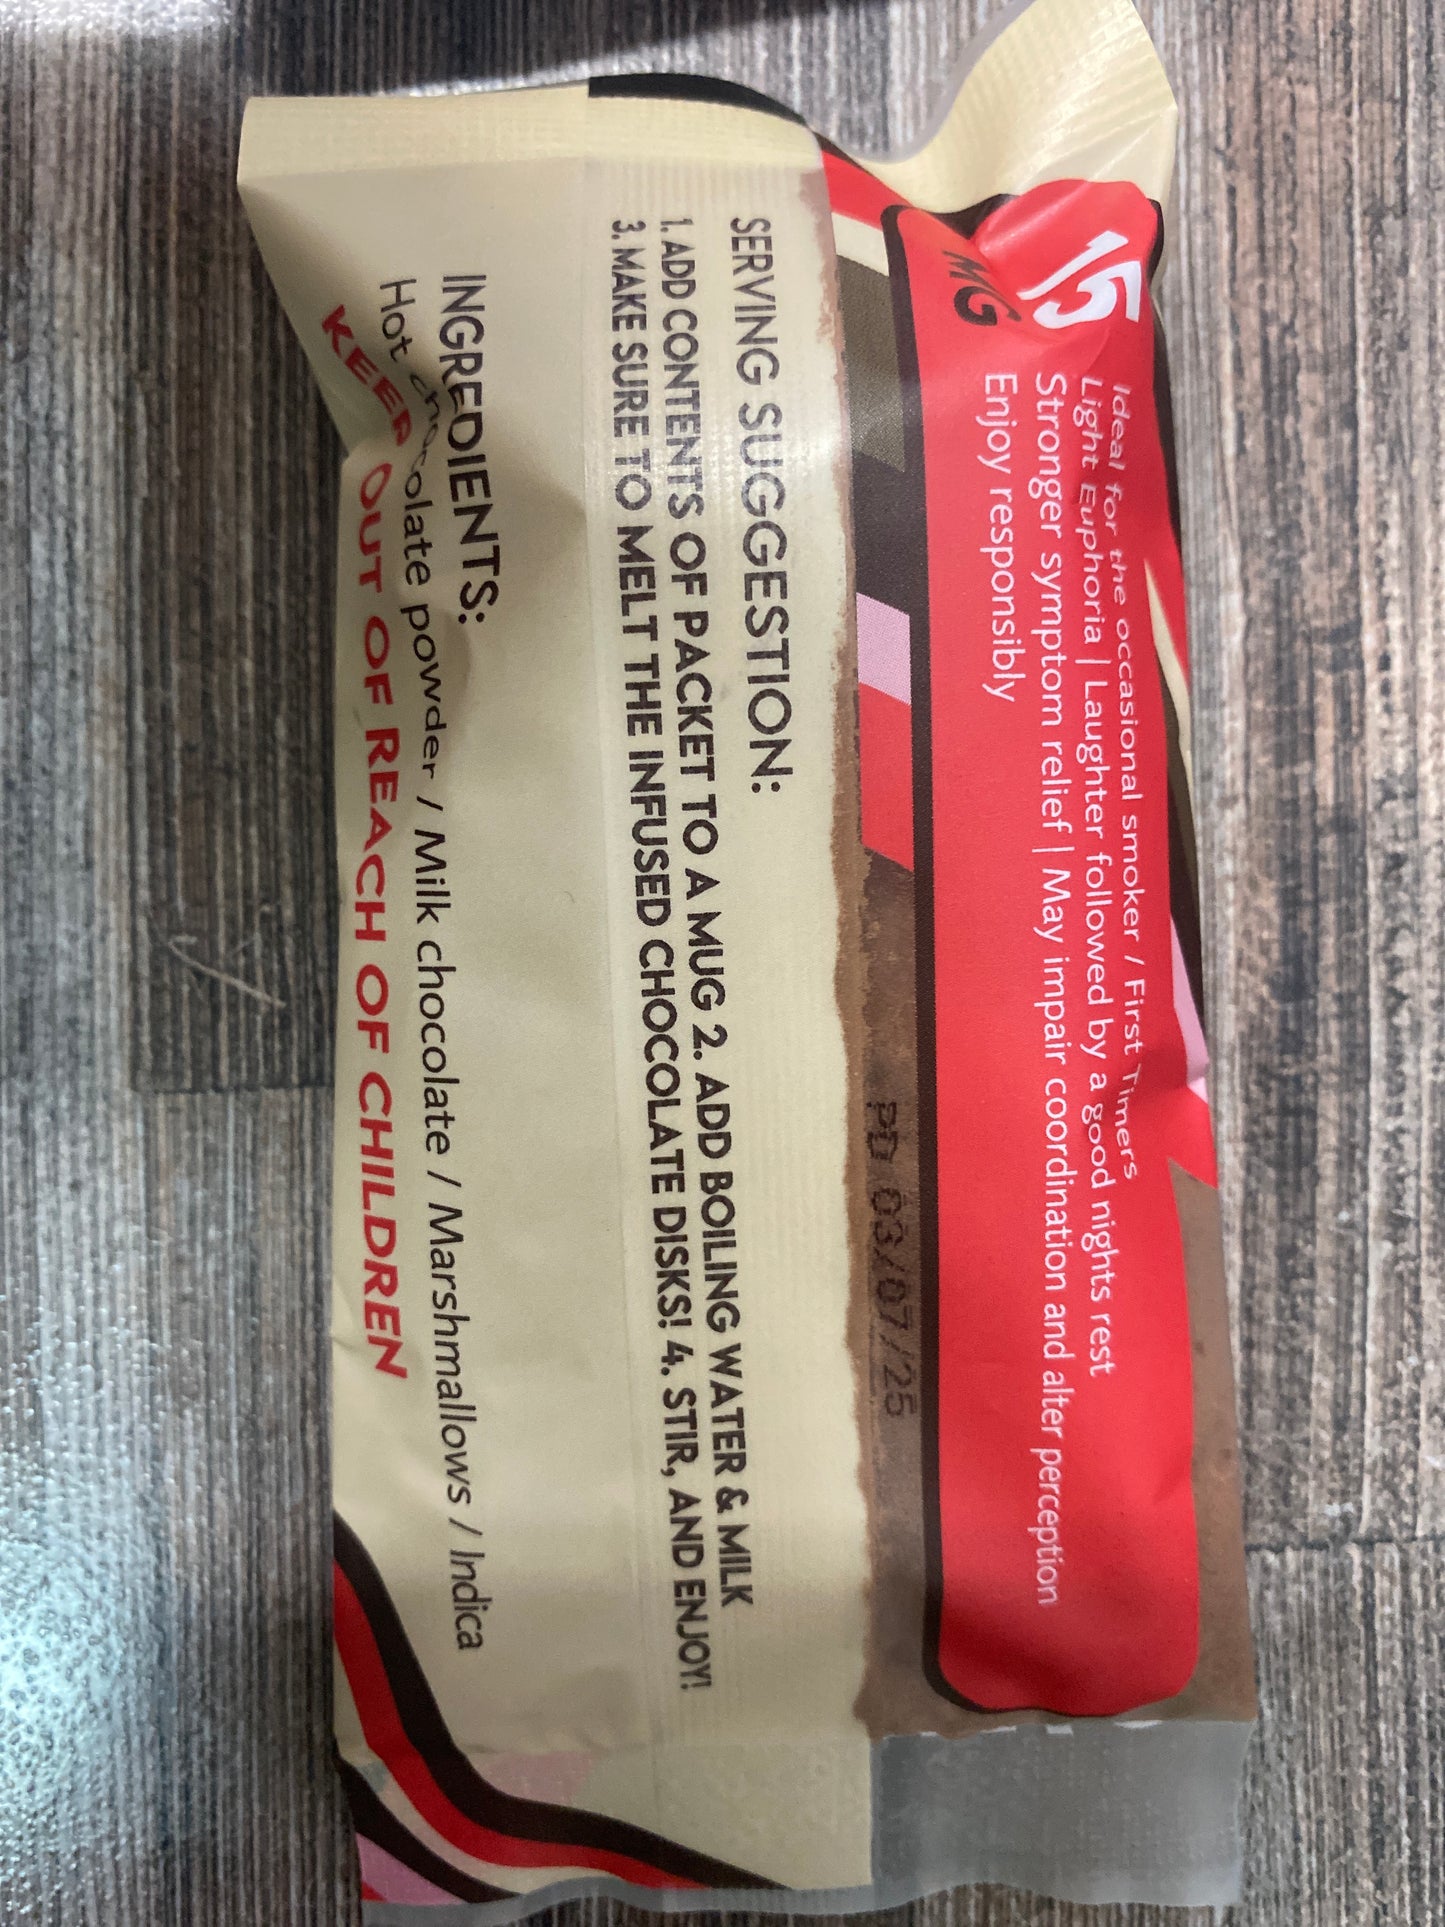 15
MG
Ideal for the occasional smoker / First Timers
Light Euphoria | Laughter followed by a good nights rest
Stronger symptom relief | May impair coordination and alter perception
Enjoy responsibly
PD 03/07/25
SERVING SUGGESTION:
1. ADD CONTENTS OF PACKET TO A MUG 2. ADD BOILING WATER & MILK
3. MAKE SURE TO MELT THE INFUSED CHOCOLATE DISKS! 4. STIR, AND ENJOY!
INGREDIENTS:
Hot chocolate powder / Milk chocolate / Marshmallows / Indica
KEEP OUT OF REACH OF CHILDREN